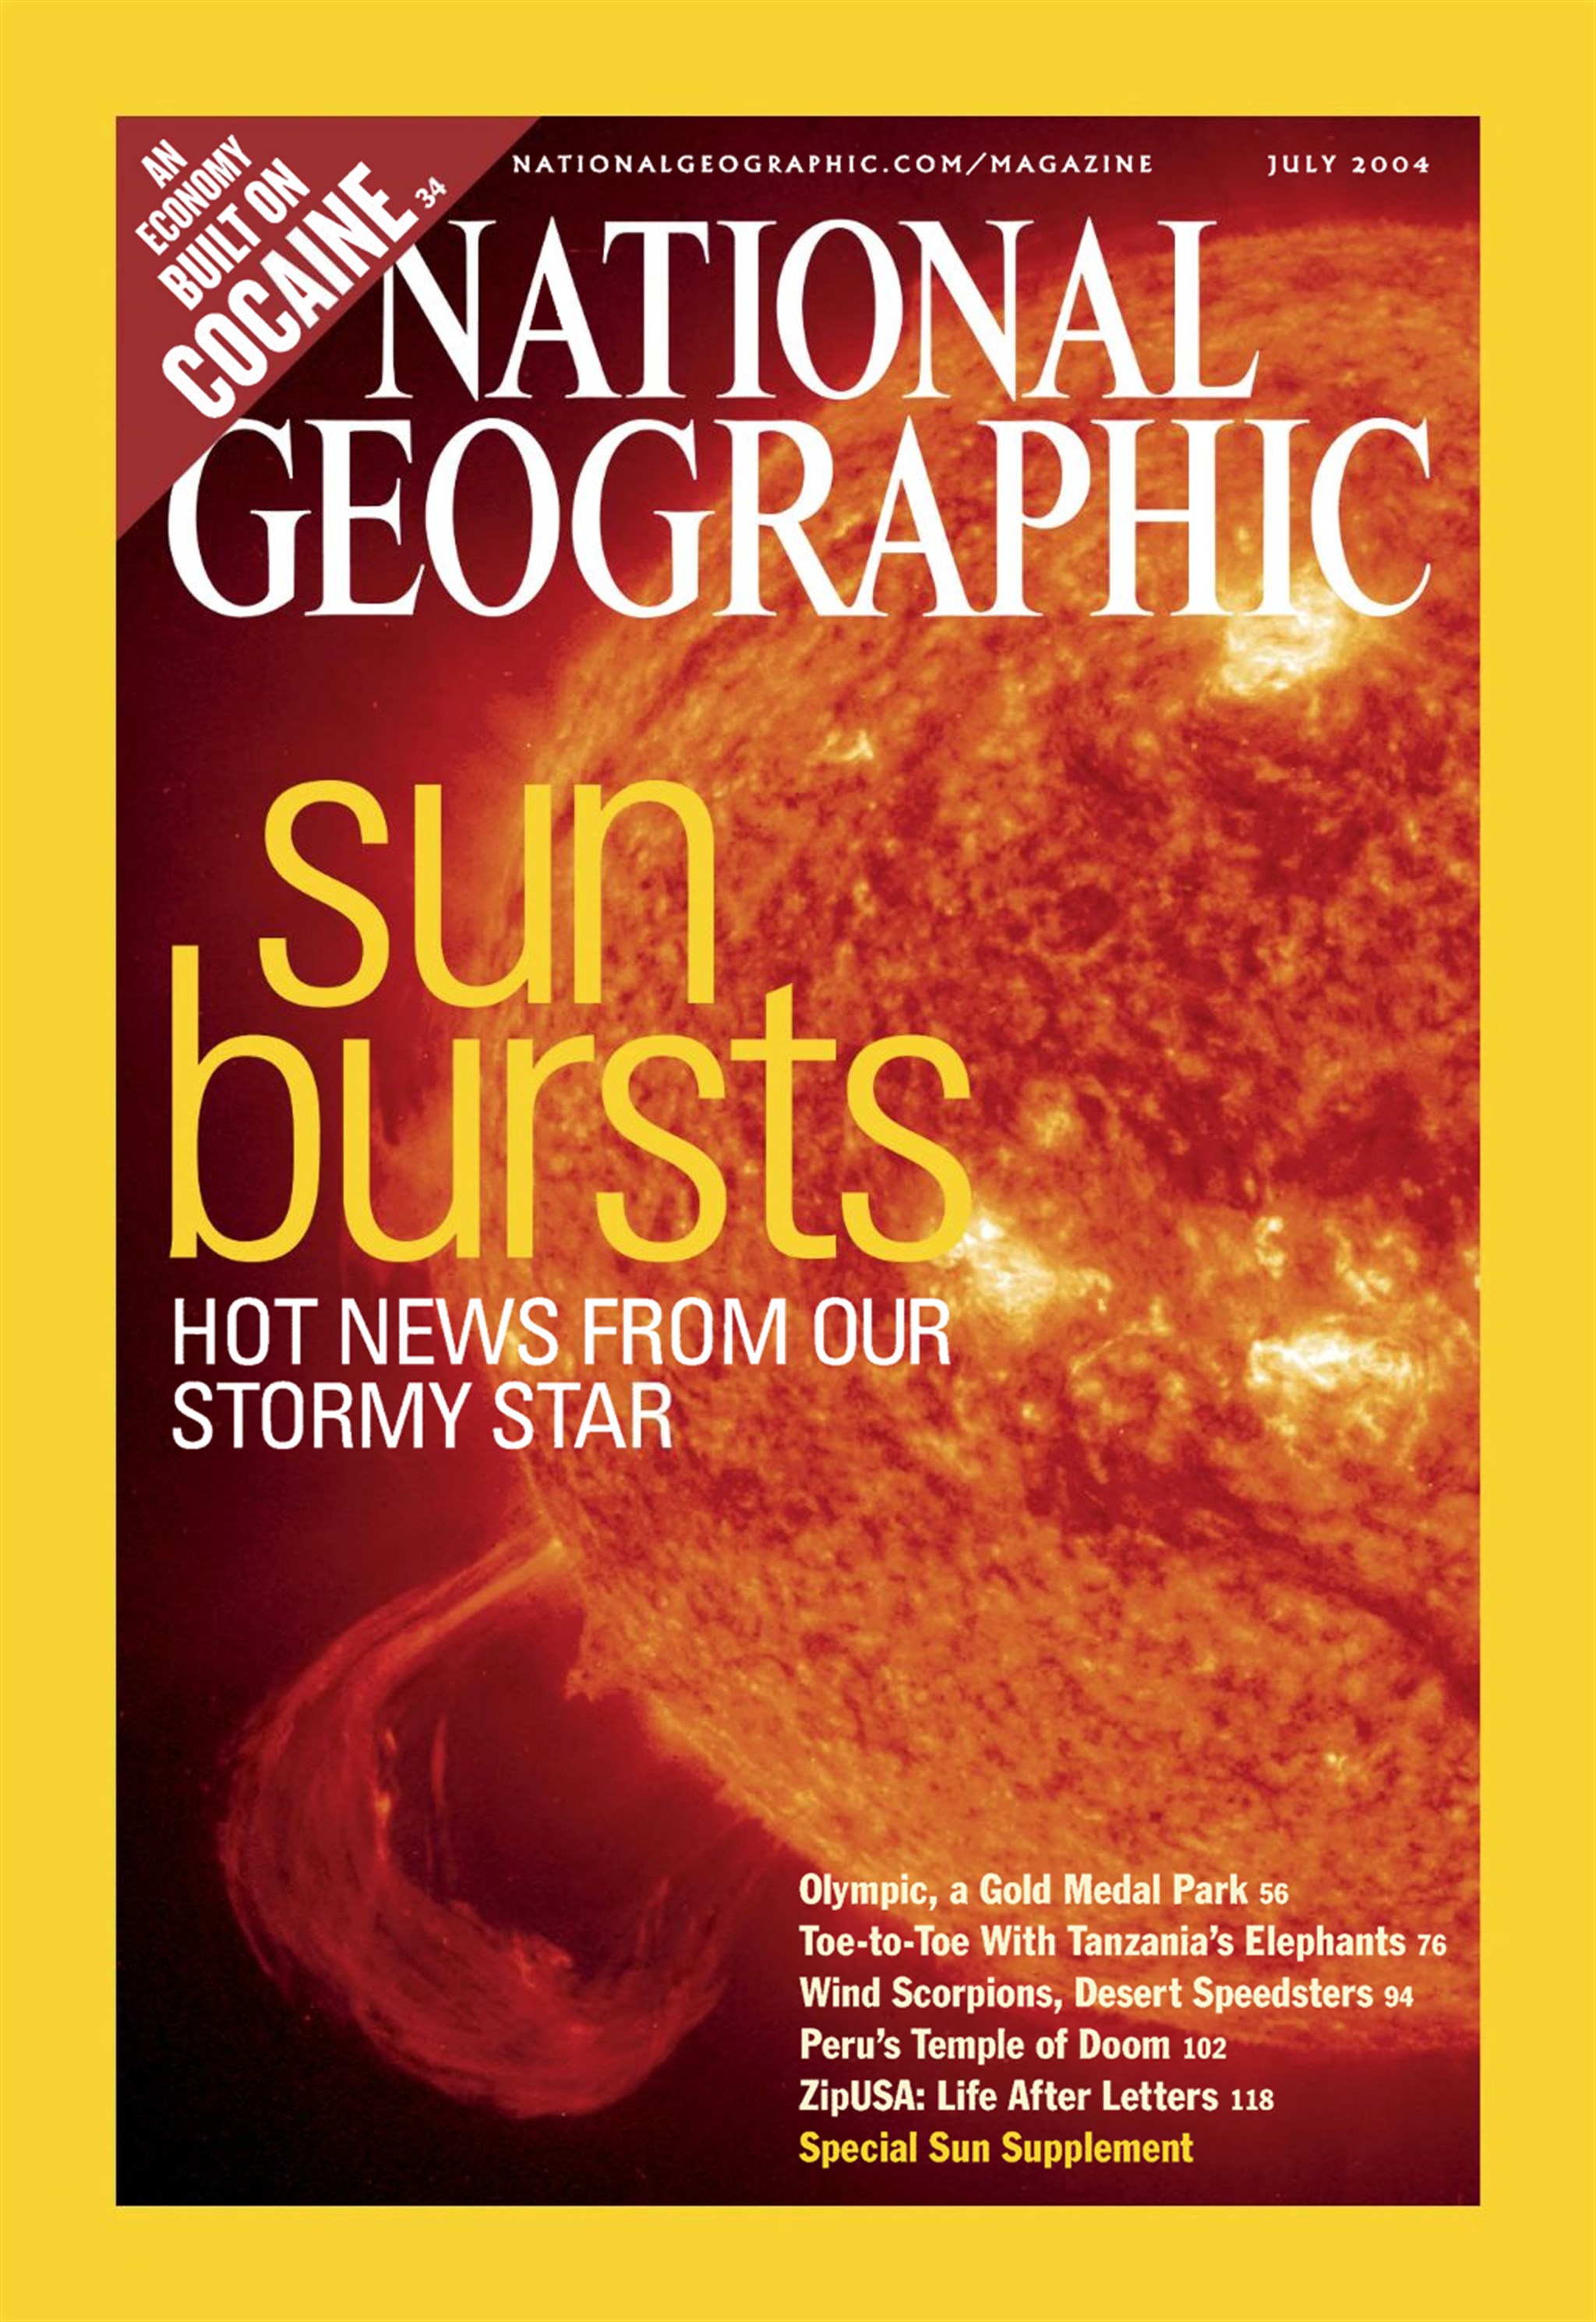 AN
ECONOMY
BUILT ON
COCAINE 34
NATIONALGEOGRAPHIC.COM/MAGAZINE JULY 2004
NATIONAL
GEOGRAPHIC
sun
bursts
HOT NEWS FROM OUR
STORMY STAR
Olympic, a Gold Medal Park 56
Toe-to-Toe With Tanzania's Elephants 76
Wind Scorpions, Desert Speedsters 94
Peru's Temple of Doom 102
ZipUSA: Life After Letters 118
Special Sun Supplement